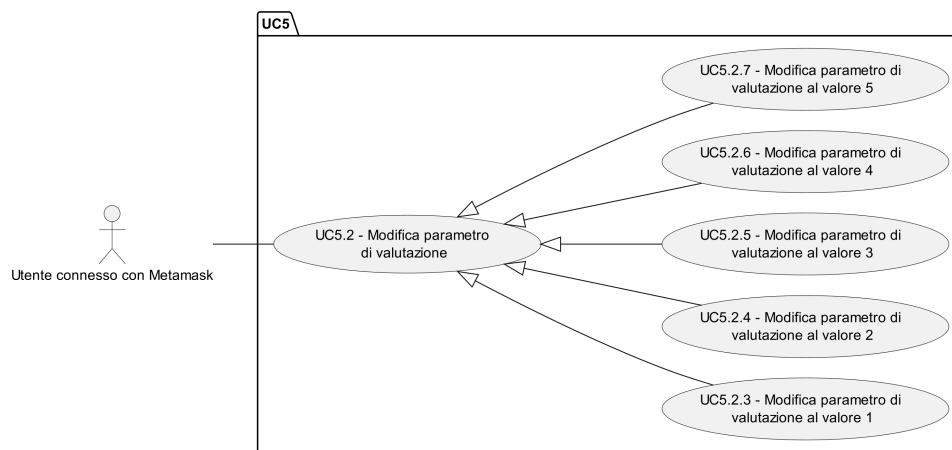 UC5
UC5.2.7 - Modifica parametro di
valutazione al valore 5
UC5.2.6 - Modifica parametro di
valutazione al valore 4
UC5.2 - Modifica parametro
di valutazione
UC5.2.5 - Modifica parametro di
valutazione al valore 3
Utente connesso con Metamask
UC5.2.4 - Modifica parametro di
valutazione al valore 2
UC5.2.3 - Modifica parametro di
valutazione al valore 1